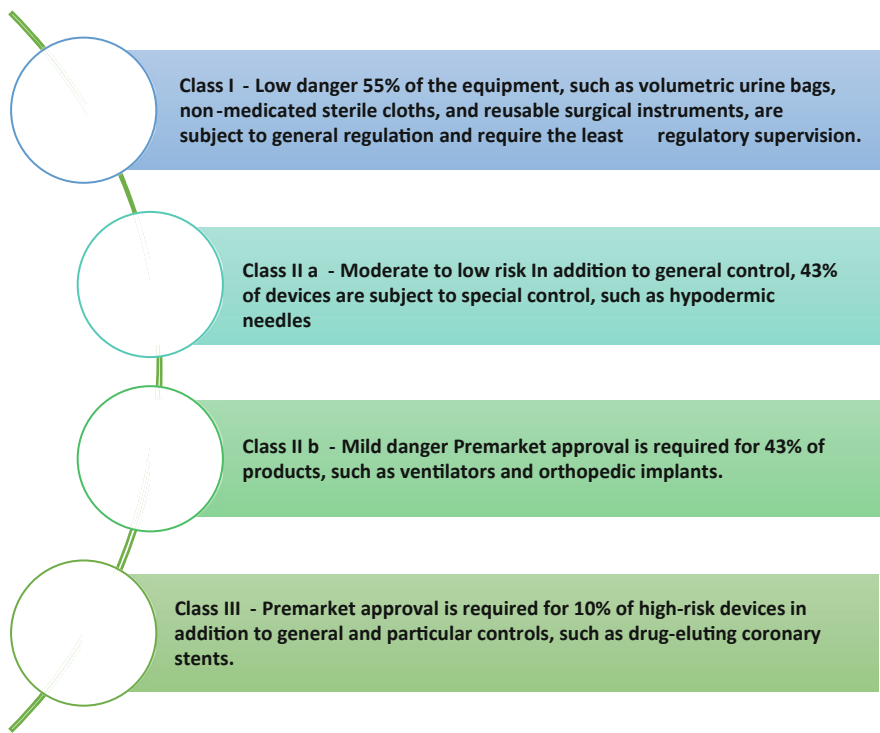 Class I - Low danger 55% of the equipment, such as volumetric urine bags,
non-medicated sterile cloths, and reusable surgical instruments, are
subject to general regulation and require the least regulatory supervision.
Class II a - Moderate to low risk In addition to general control, 43%
of devices are subject to special control, such as hypodermic
needles
Class II b - Mild danger Premarket approval is required for 43% of
products, such as ventilators and orthopedic implants.
Class III - Premarket approval is required for 10% of high-risk devices in
addition to general and particular controls, such as drug-eluting coronary
stents.